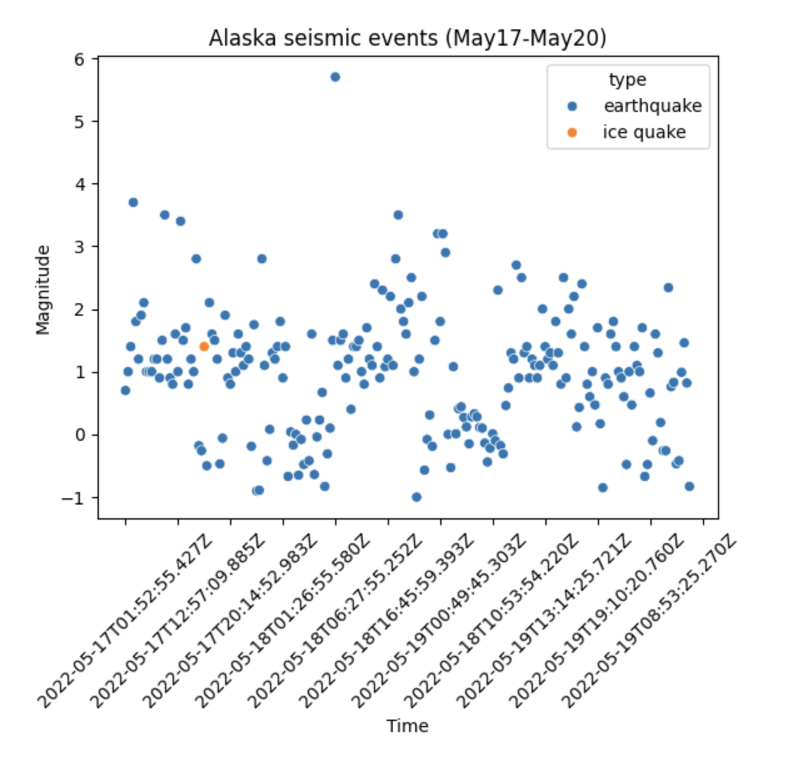 Alaska seismic events (May17-May20)
type
earthquake
ice quake
Magnitude
6
5
4
3
2
1
0
−1
2022-05-17T01:52:55.427Z
2022-05-17T12:57:09.885Z
2022-05-17T20:14:52.983Z
2022-05-18T01:26:55.580Z
2022-05-18T06:27:55.252Z
2022-05-18T16:45:59.393Z
2022-05-19T00:49:45.303Z
2022-05-18T10:53:54.220Z
2022-05-19T13:14:25.721Z
2022-05-19T19:10:20.760Z
2022-05-19T08:53:25.270Z
Time